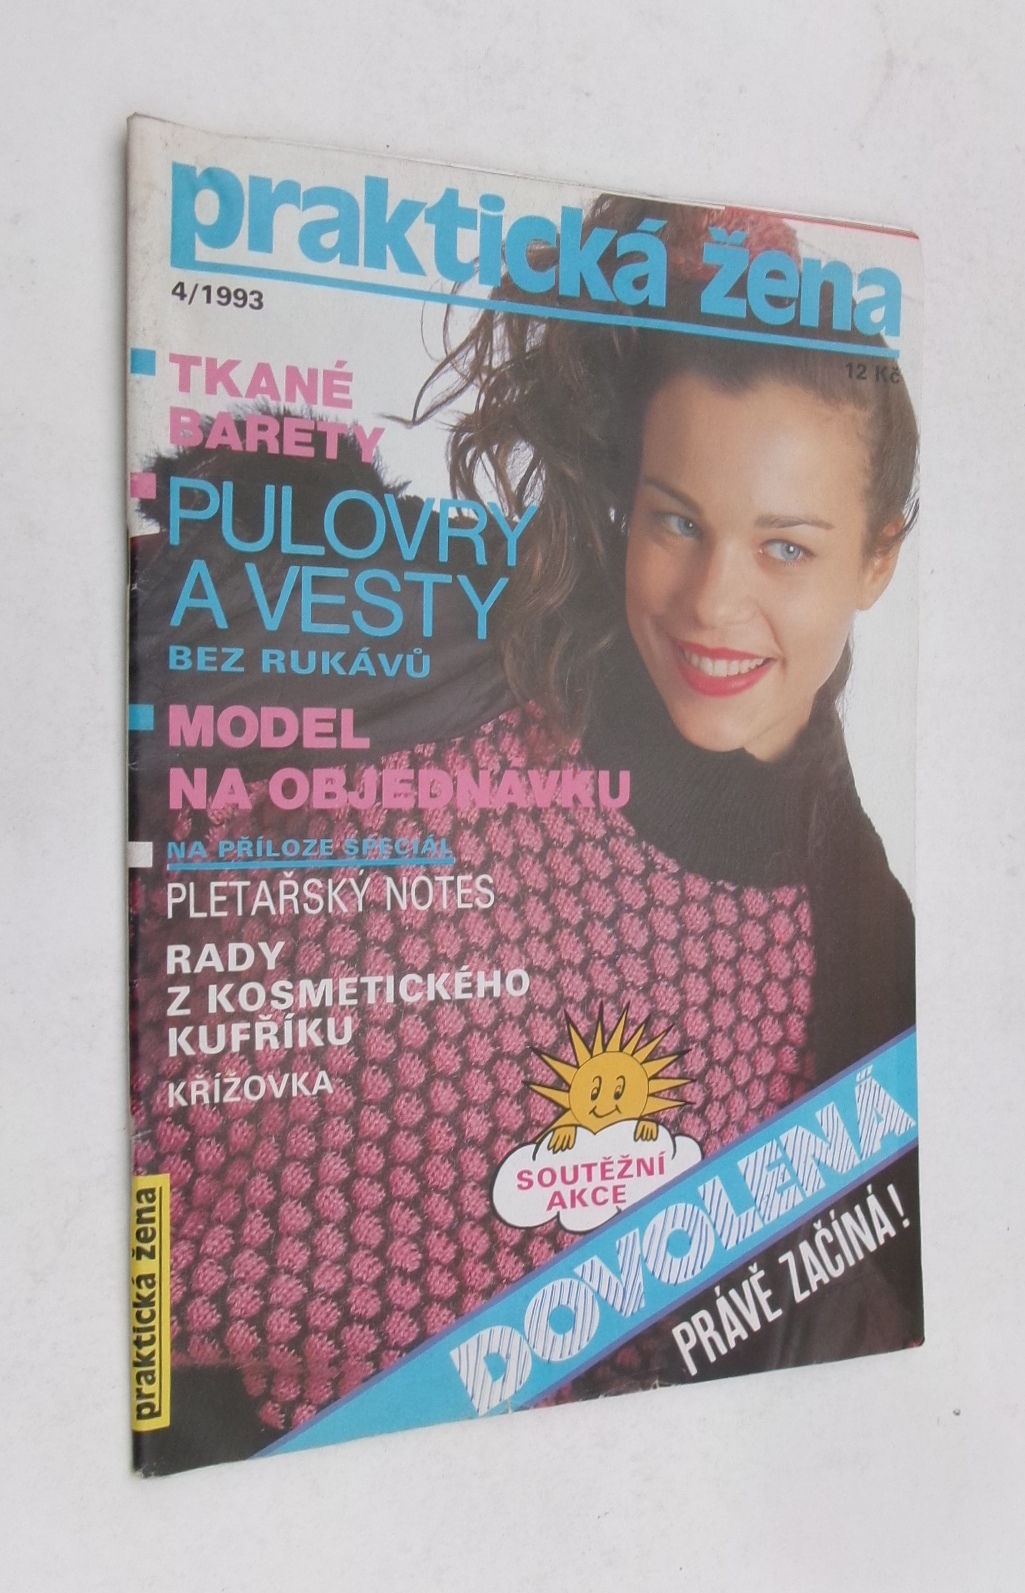 praktická žena
4/1993
12 Kč
TKANÉ
BARETY
PULOVRY
A VESTY
BEZ RUKÁVŮ
MODEL
NA OBJEDNÁVKU
NA PŘÍLOZE SPECIÁL
PLETAŘSKÝ NOTES
RADY
Z KOSMETICKÉHO
KUFŘÍKU
KŘÍŽOVKA
SOUTĚŽNÍ
AKCE
DOVOLENÁ
PRÁVĚ ZAČÍNÁ!
praktická žena